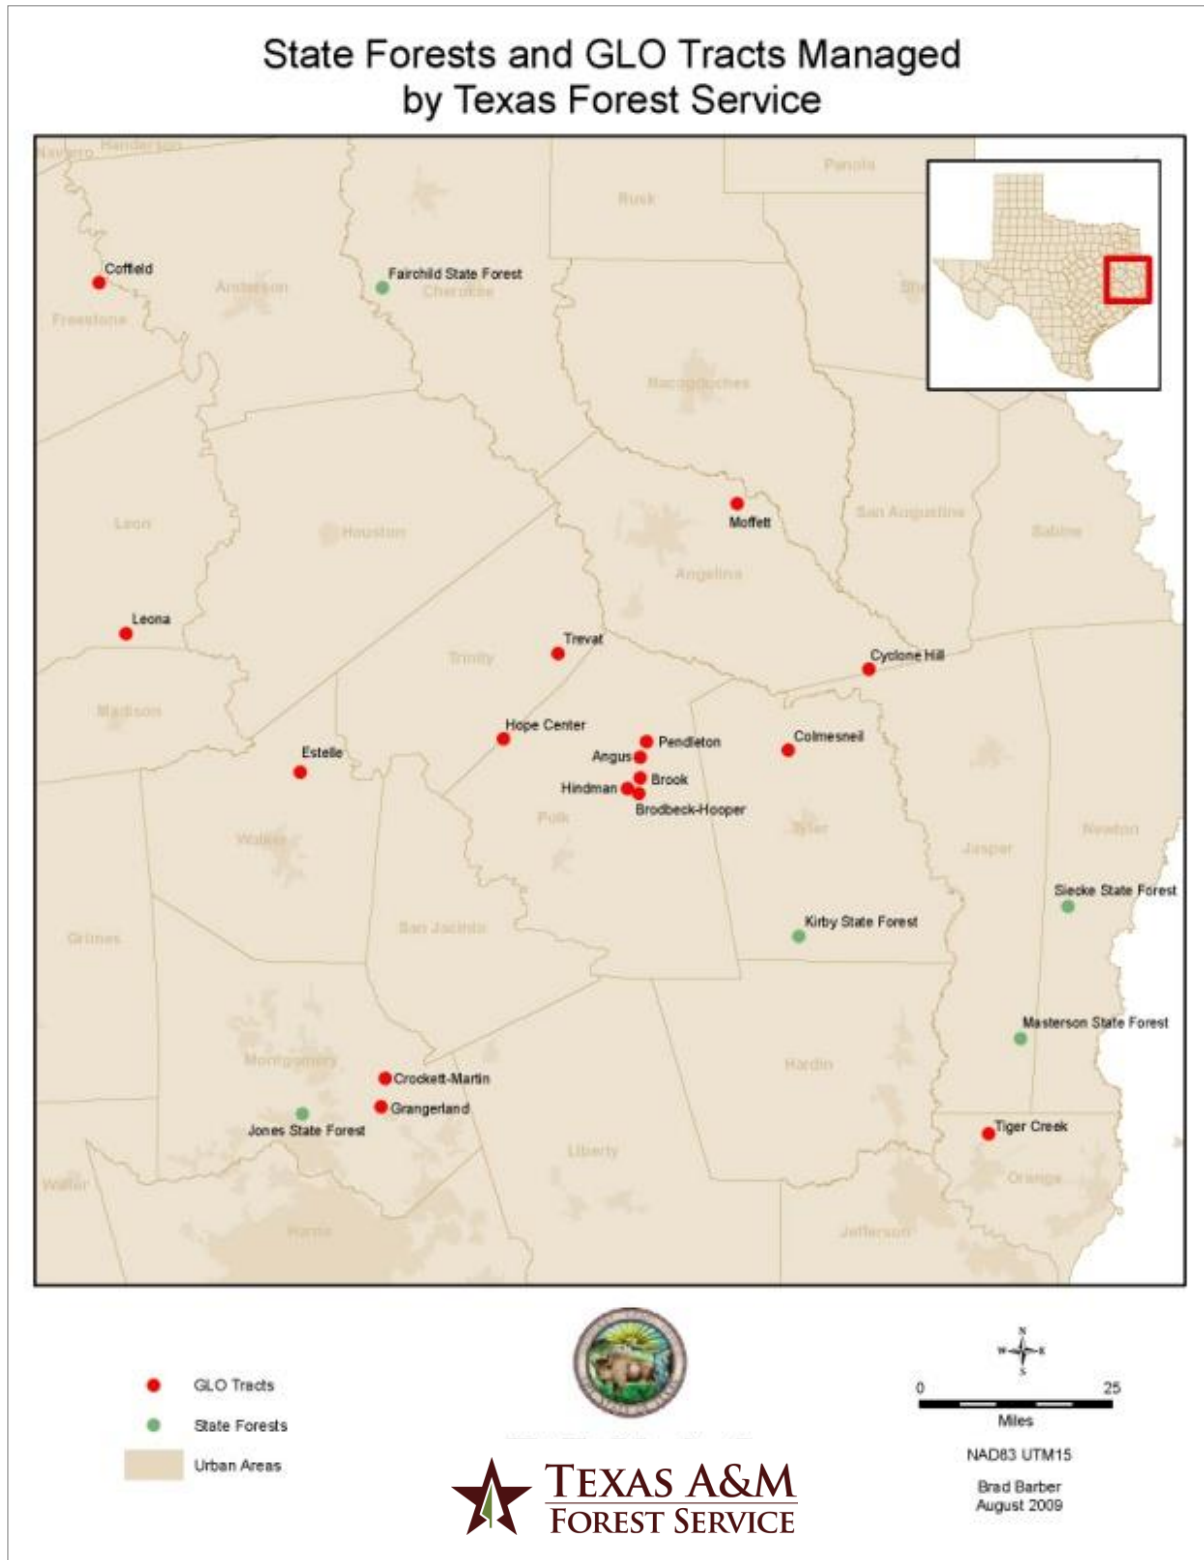 State Forests and GLO Tracts Managed
by Texas Forest Service
Navarro
Henderson
Panola
Rusk
Coffield
Fairchild State Forest
Anderson
Cherokee
She
Freestone
Nacogdoches
Moffett
San Augustine
Leon
Houston
Sabine
Angelina
Leona
Trevat
Trinity
Cyclone Hill
Madison
Hope Center
Pendleton
Colmesneil
Estelle
Angus
Brook
Hindman
Brodbeck-Hooper
Polk
Tyler
Newton
Walker
Jasper
Siecke State Forest
Kirby State Forest
San Jacinto
Grimes
Masterson State Forest
Montgomery
Hardin
Crockett-Martin
Grangerland
Jones State Forest
Tiger Creek
Liberty
Waller
Orange
Harris
Jefferson
GLO Tracts
State Forests
Urban Areas
N
W
E
S
0
25
Miles
NAD83 UTM15
Brad Barber
August 2009
TEXAS A&M
FOREST SERVICE